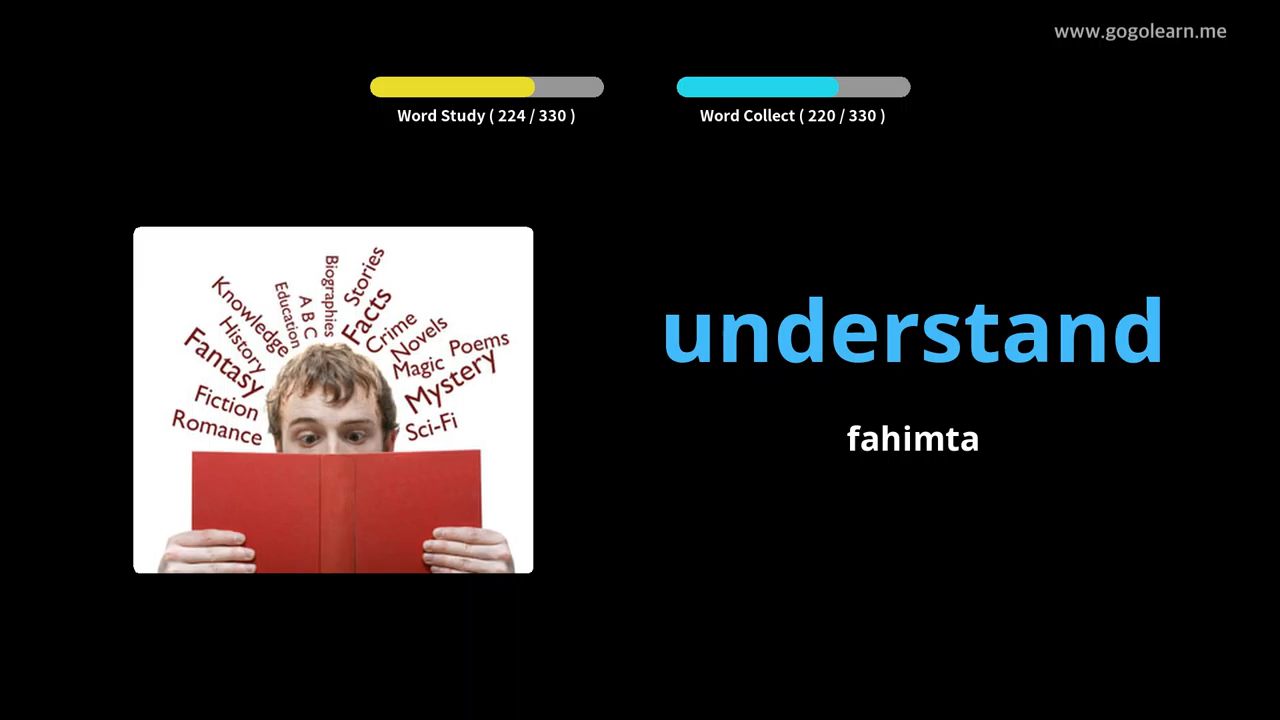 www.gogolearn.me
Word Study ( 224 / 330 )
Word Collect ( 220 / 330 )
Biographies
Stories
Education
A B C
Facts
Knowledge
Crime
History
Novels
Fantasy
Magic
Poems
Mystery
Fiction
Romance
Sci-Fi
understand
fahimta